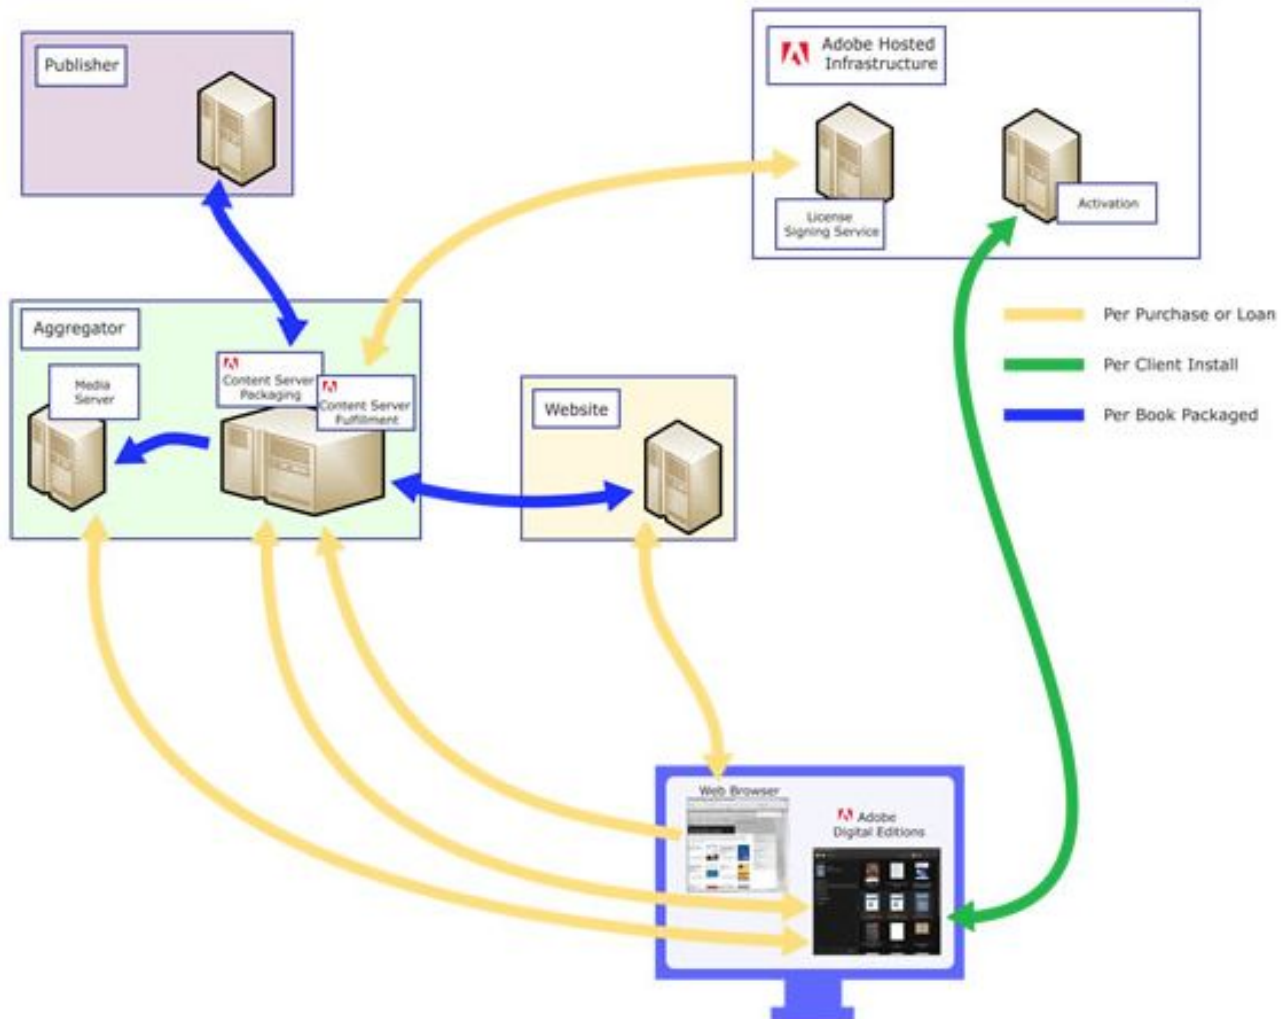 Publisher
Adobe Hosted
Infrastructure
License
Signing Service
Activation
Per Purchase or Loan
Per Client Install
Per Book Packaged
Aggregator
Media
Server
Content Server
Packaging
Content Server
Fulfillment
Website
Web Browser
Adobe
Digital Editions